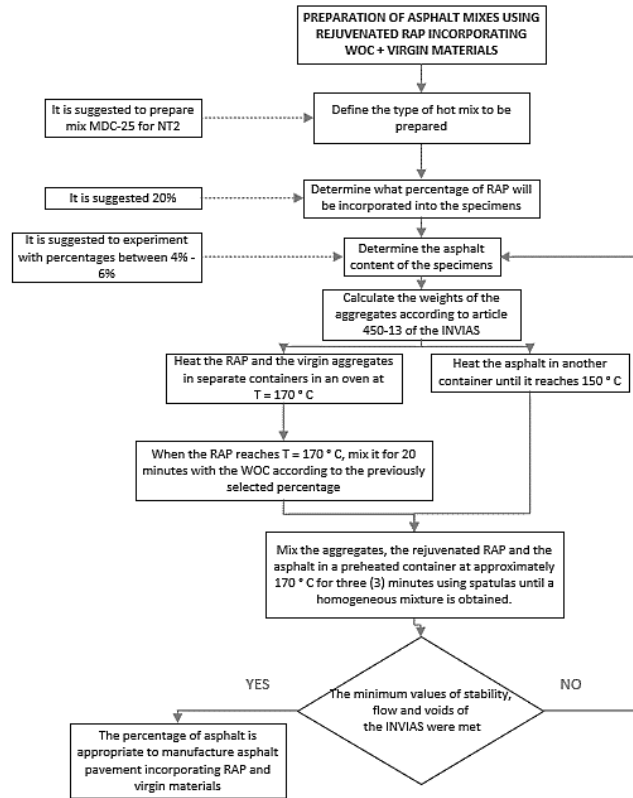 PREPARATION OF ASPHALT MIXES USING
REJUVENATED RAP INCORPORATING
WOC + VIRGIN MATERIALS
It is suggested to prepare
mix MDC-25 for NT2
Define the type of hot mix to be
prepared
It is suggested 20%
Determine what percentage of RAP will
be incorporated into the specimens
It is suggested to experiment
with percentages between 4% -
6%
Determine the asphalt
content of the specimens
Calculate the weights of the
aggregates according to article
450-13 of the INVIAS
Heat the RAP and the virgin aggregates
in separate containers in an oven at
T = 170 ° C
Heat the asphalt in another
container until it reaches 150 ° C
When the RAP reaches T = 170 ° C, mix it for 20
minutes with the WOC according to the previously
selected percentage
Mix the aggregates, the rejuvenated RAP and the
asphalt in a preheated container at approximately
170 ° C for three (3) minutes using spatulas until a
homogeneous mixture is obtained.
YES
NO
The minimum values of stability,
flow and voids of
the INVIAS were met
The percentage of asphalt is
appropriate to manufacture asphalt
pavement incorporating RAP and
virgin materials